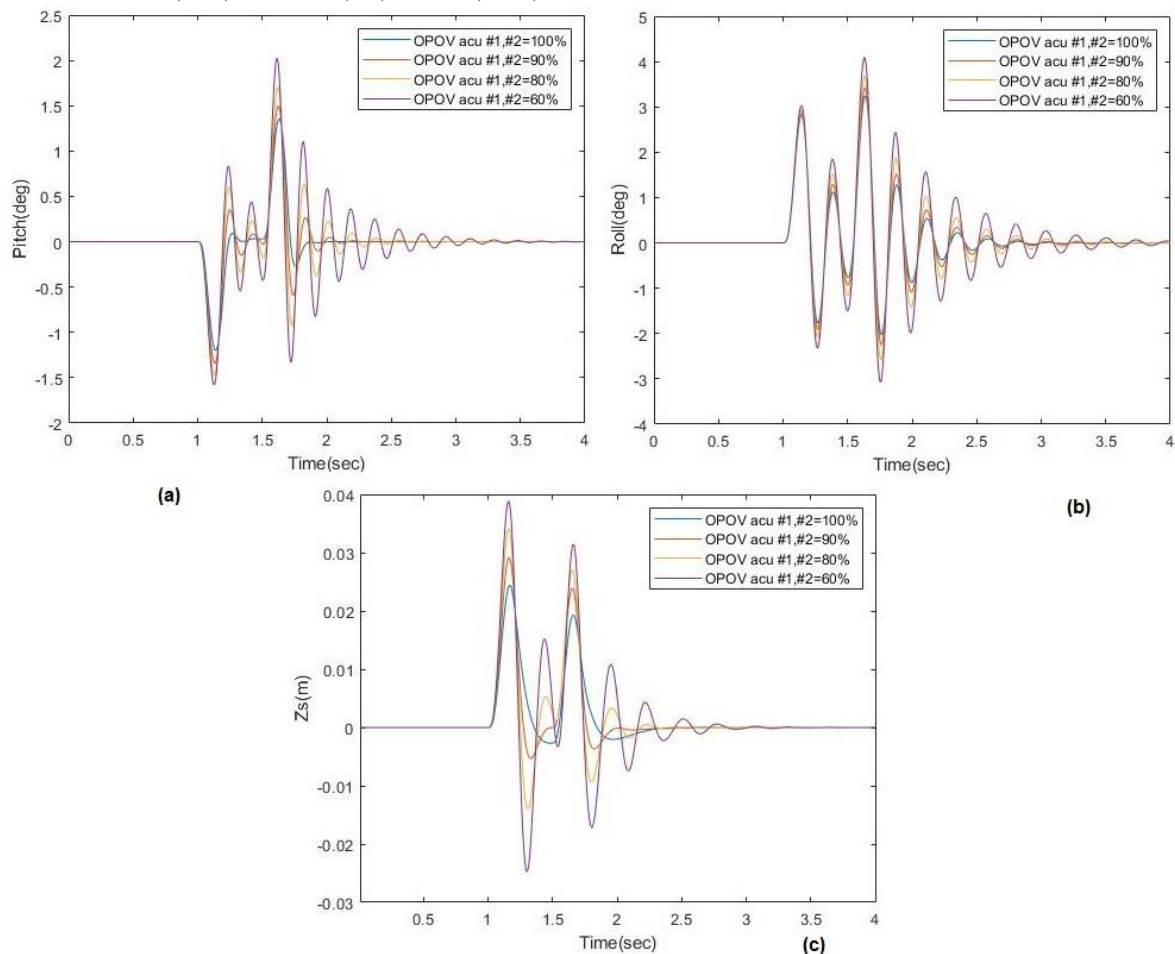 2.5
2
1.5
1
0.5
0
-0.5
-1
-1.5
-2
Pitch(deg)
OPOV acu #1,#2=100%
OPOV acu #1,#2=90%
OPOV acu #1,#2=80%
OPOV acu #1,#2=60%
0 0.5 1 1.5 2 2.5 3 3.5 4
Time(sec)
(a)
5
4
3
2
1
0
-1
-2
-3
-4
Roll(deg)
OPOV acu #1,#2=100%
OPOV acu #1,#2=90%
OPOV acu #1,#2=80%
OPOV acu #1,#2=60%
0 0.5 1 1.5 2 2.5 3 3.5 4
Time(sec)
(b)
0.04
0.03
0.02
0.01
0
-0.01
-0.02
-0.03
Zs(m)
OPOV acu #1,#2=100%
OPOV acu #1,#2=90%
OPOV acu #1,#2=80%
OPOV acu #1,#2=60%
0.5 1 1.5 2 2.5 3 3.5 4
Time(sec)
(c)